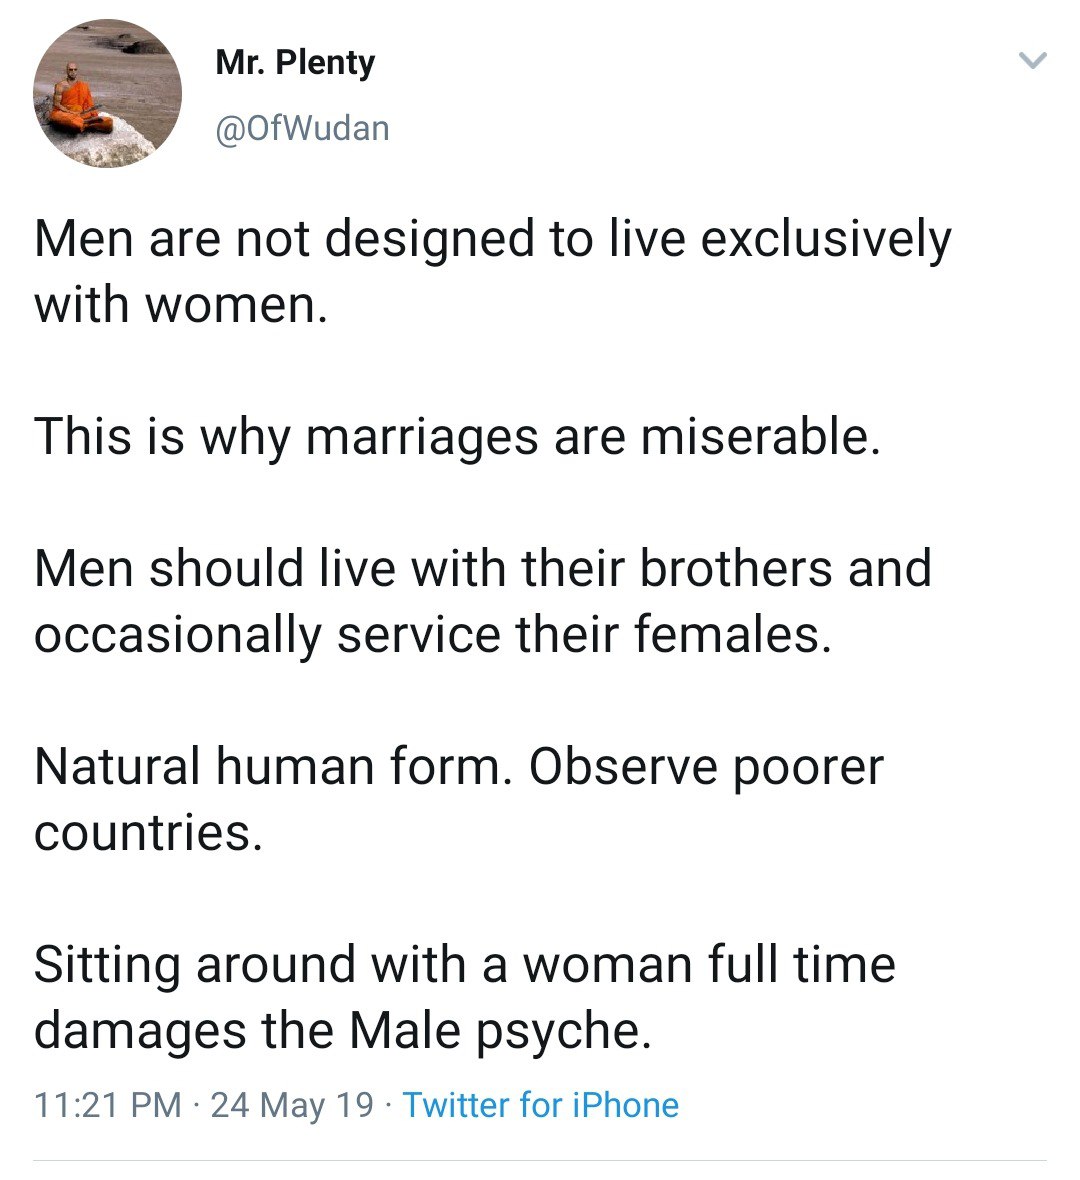 Mr. Plenty
@OfWudan
Men are not designed to live exclusively
with women.
This is why marriages are miserable.
Men should live with their brothers and
occasionally service their females.
Natural human form. Observe poorer
countries.
Sitting around with a woman full time
damages the Male psyche.
11:21 PM · 24 May 19 · Twitter for iPhone